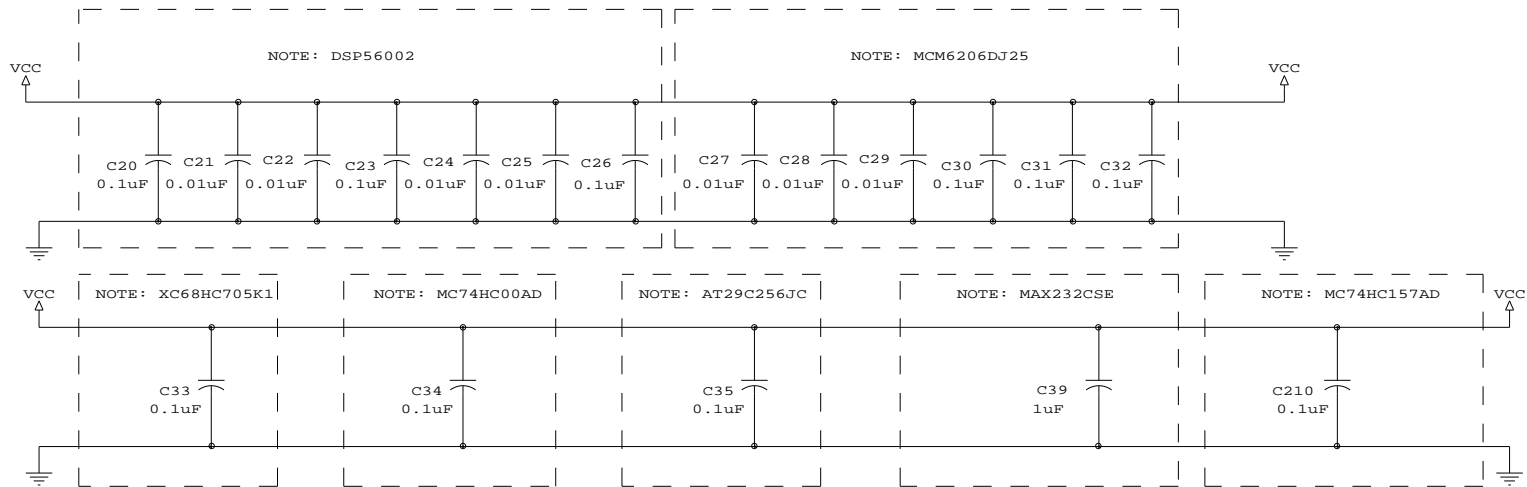 NOTE: DSP56002
NOTE: MCM6206DJ25
VCC
VCC
C20
0.1uF
C21
0.01uF
C22
0.01uF
C23
0.1uF
C24
0.01uF
C25
0.01uF
C26
0.1uF
C27
0.01uF
C28
0.01uF
C29
0.01uF
C30
0.1uF
C31
0.1uF
C32
0.1uF
VCC
NOTE: XC68HC705K1
NOTE: MC74HC00AD
NOTE: AT29C256JC
NOTE: MAX232CSE
NOTE: MC74HC157AD
VCC
C33
0.1uF
C34
0.1uF
C35
0.1uF
C39
1uF
C210
0.1uF